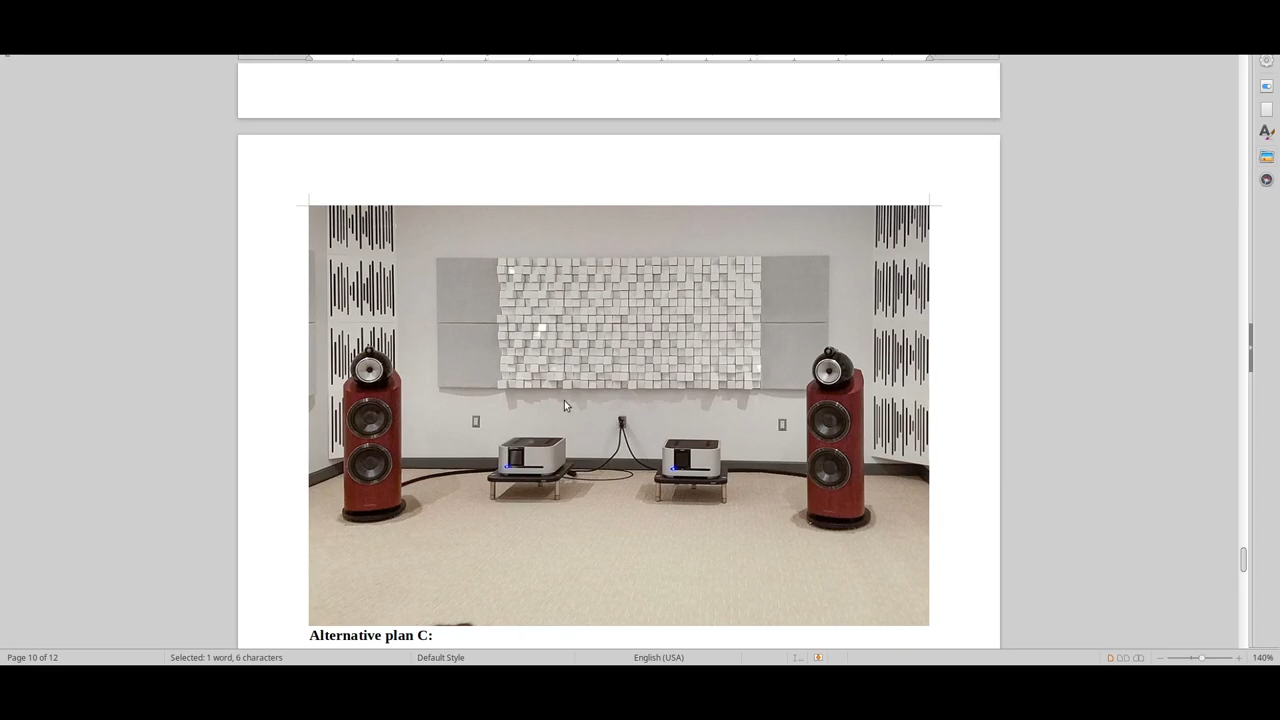 Alternative plan C:
Page 10 of 12
Selected: 1 word, 6 characters
Default Style
English (USA)
140%